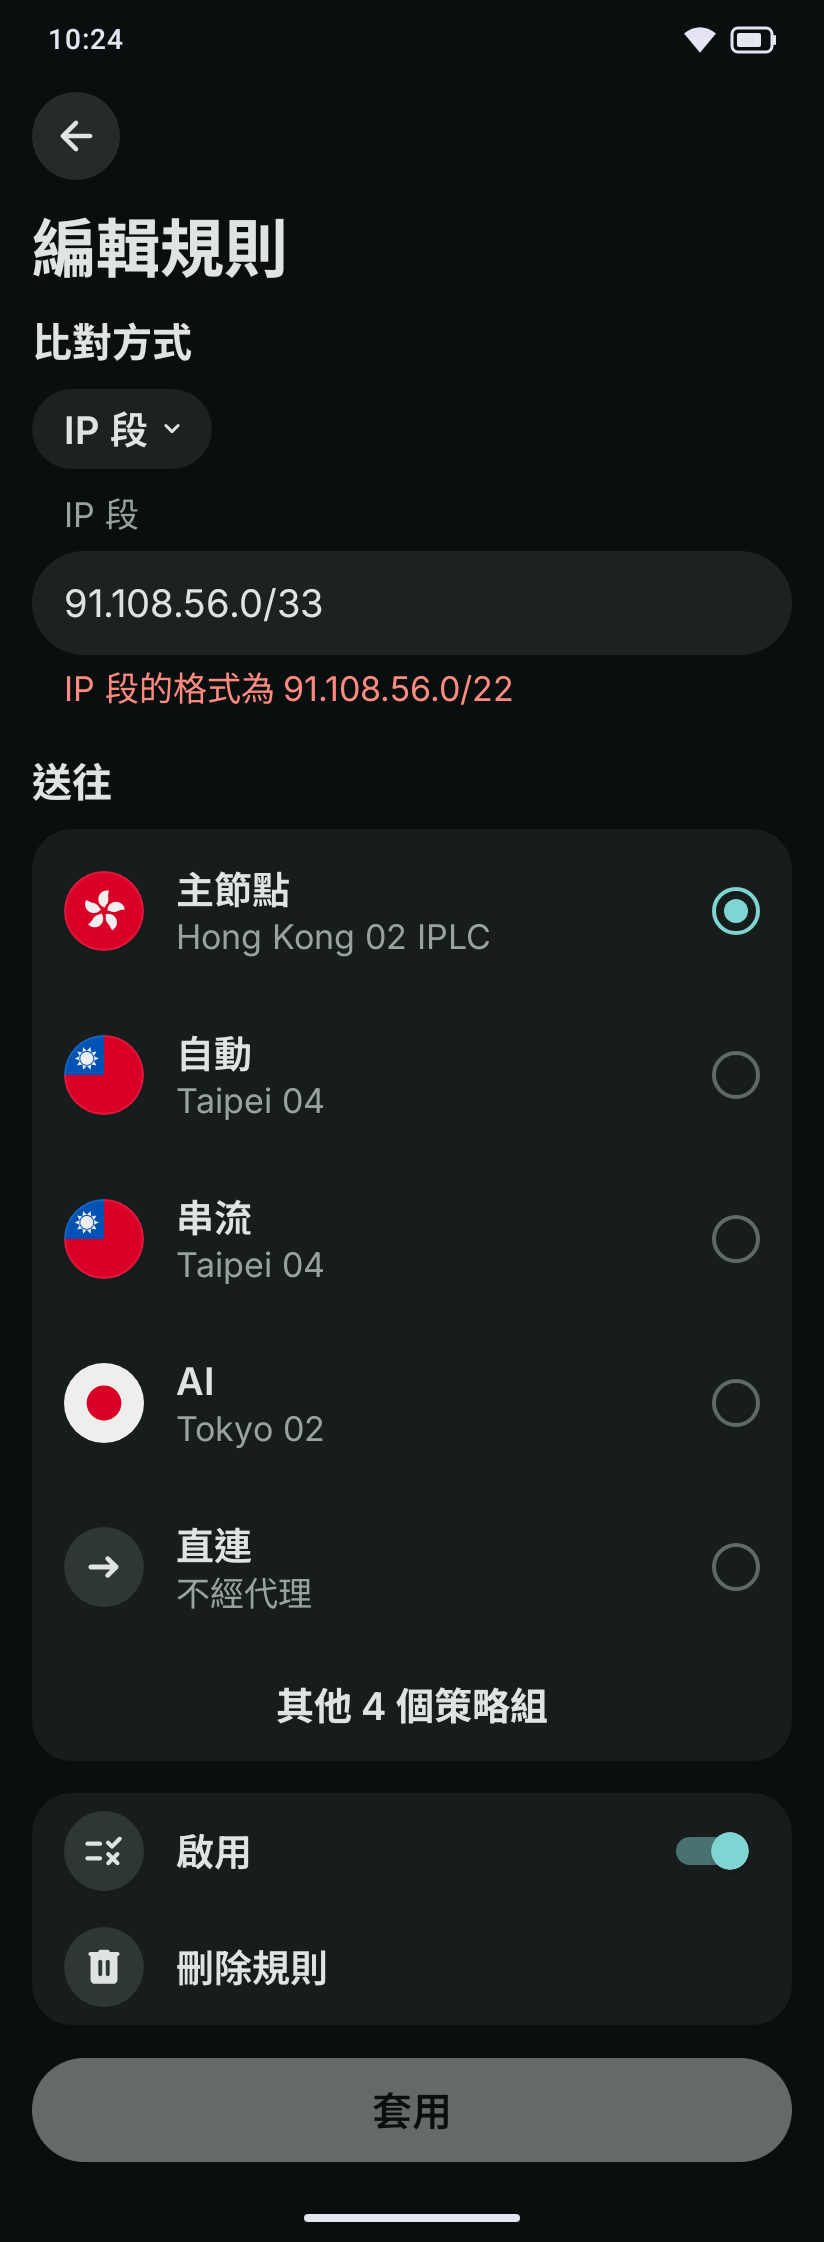 10:24
編輯規則
比對方式
IP 段
IP 段
91.108.56.0/33
IP 段的格式為 91.108.56.0/22
送往
主節點
Hong Kong 02 IPLC
自動
Taipei 04
串流
Taipei 04
AI
Tokyo 02
直連
不經代理
其他 4 個策略組
啟用
刪除規則
套用